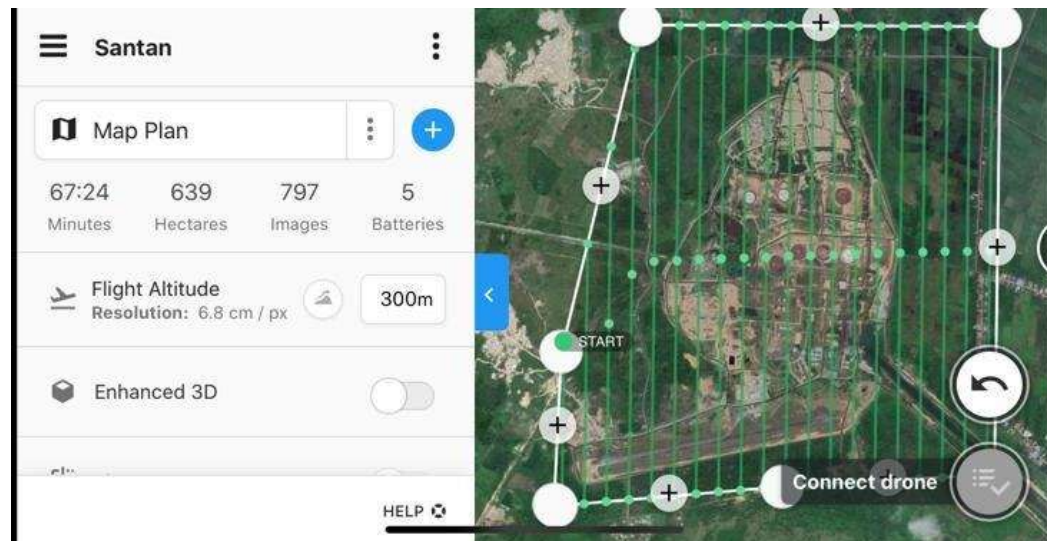 Santan
Map Plan
67:24 639 797 5
Minutes Hectares Images Batteries
Flight Altitude
Resolution: 6.8 cm / px
300m
Enhanced 3D
HELP
START
Connect drone